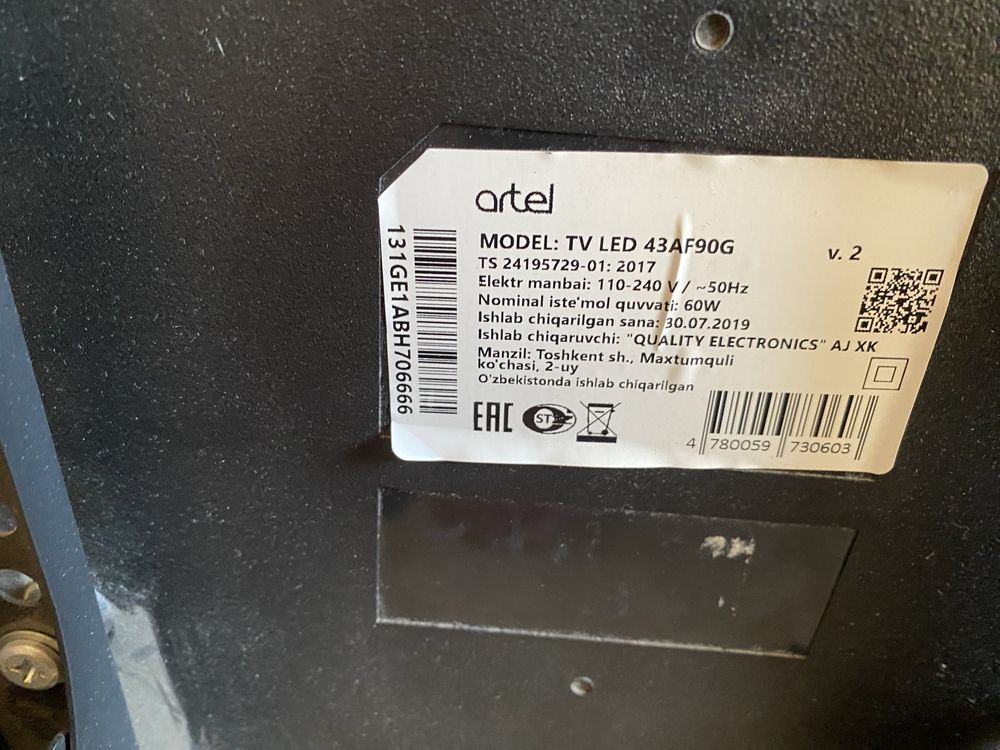 artel
MODEL: TV LED 43AF90G
v. 2
TS 24195729-01: 2017
Elektr manbai: 110-240 V / ~50Hz
Nominal iste'mol quvvati: 60W
Ishlab chiqarilgan sana: 30.07.2019
Ishlab chiqaruvchi: "QUALITY ELECTRONICS" AJ XK
Manzil: Toshkent sh., Maxtumquli
ko'chasi, 2-uy
O'zbekistonda ishlab chiqarilgan
EAC
ST
4 780059 730603
131GE1ABH706666